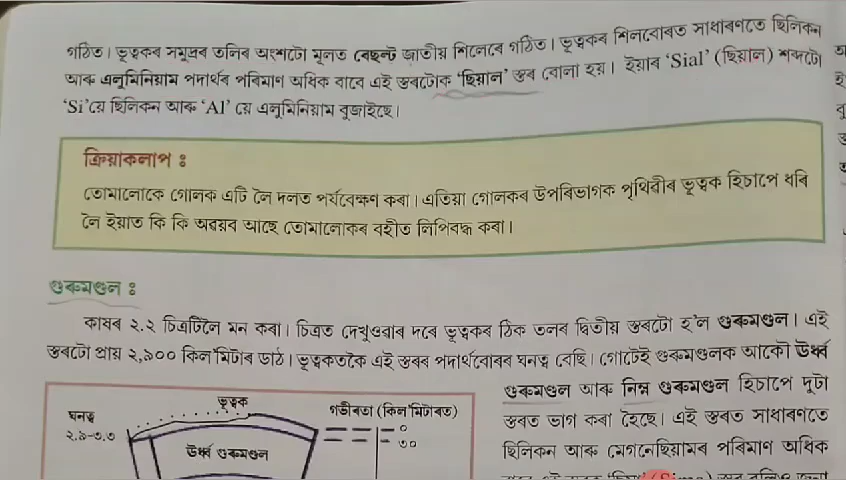 গঠিত। ভূত্বকৰ সমুদ্ৰৰ তলিৰ অংশটো মূলত বেছল্ট জাতীয় শিলেৰে গঠিত। ভূত্বকৰ শিলবোৰত সাধাৰণতে ছিলিকন
আৰু এলুমিনিয়াম পদাৰ্থৰ পৰিমাণ অধিক বাবে এই স্তৰটোক ‘ছিয়াল’ স্তৰ বোলা হয়। ইয়াৰ ‘Sial’ (ছিয়াল) শব্দটো
‘Si’য়ে ছিলিকন আৰু ‘Al’ য়ে এলুমিনিয়াম বুজাইছে।
ক্ৰিয়াকলাপ ঃ
তোমালোকে গোলক এটি লৈ দলত পৰ্যবেক্ষণ কৰা। এতিয়া গোলকৰ উপৰিভাগক পৃথিৱীৰ ভূত্বক হিচাপে ধৰি
লৈ ইয়াত কি কি অৱয়ব আছে তোমালোকৰ বহীত লিপিবদ্ধ কৰা।
গুৰুমণ্ডল ঃ
কাষৰ ২.২ চিত্ৰটিলৈ মন কৰা। চিত্ৰত দেখুওৱাৰ দৰে ভূত্বকৰ ঠিক তলৰ দ্বিতীয় স্তৰটো হ’ল গুৰুমণ্ডল। এই
স্তৰটো প্ৰায় ২,৯০০ কিল’মিটাৰ ডাঠ। ভূত্বকতকৈ এই স্তৰৰ পদাৰ্থবোৰৰ ঘনত্ব বেছি। গোটেই গুৰুমণ্ডলক আকৌ ঊৰ্ধ্ব
গুৰুমণ্ডল আৰু নিম্ন গুৰুমণ্ডল হিচাপে দুটা
স্তৰত ভাগ কৰা হৈছে। এই স্তৰত সাধাৰণতে
ছিলিকন আৰু মেগনেছিয়ামৰ পৰিমাণ অধিক
ভূত্বক
ঘনত্ব
গভীৰতা (কিল’মিটাৰত)
২.৯-৩.৩
০
৩০
ঊৰ্ধ্ব গুৰুমণ্ডল